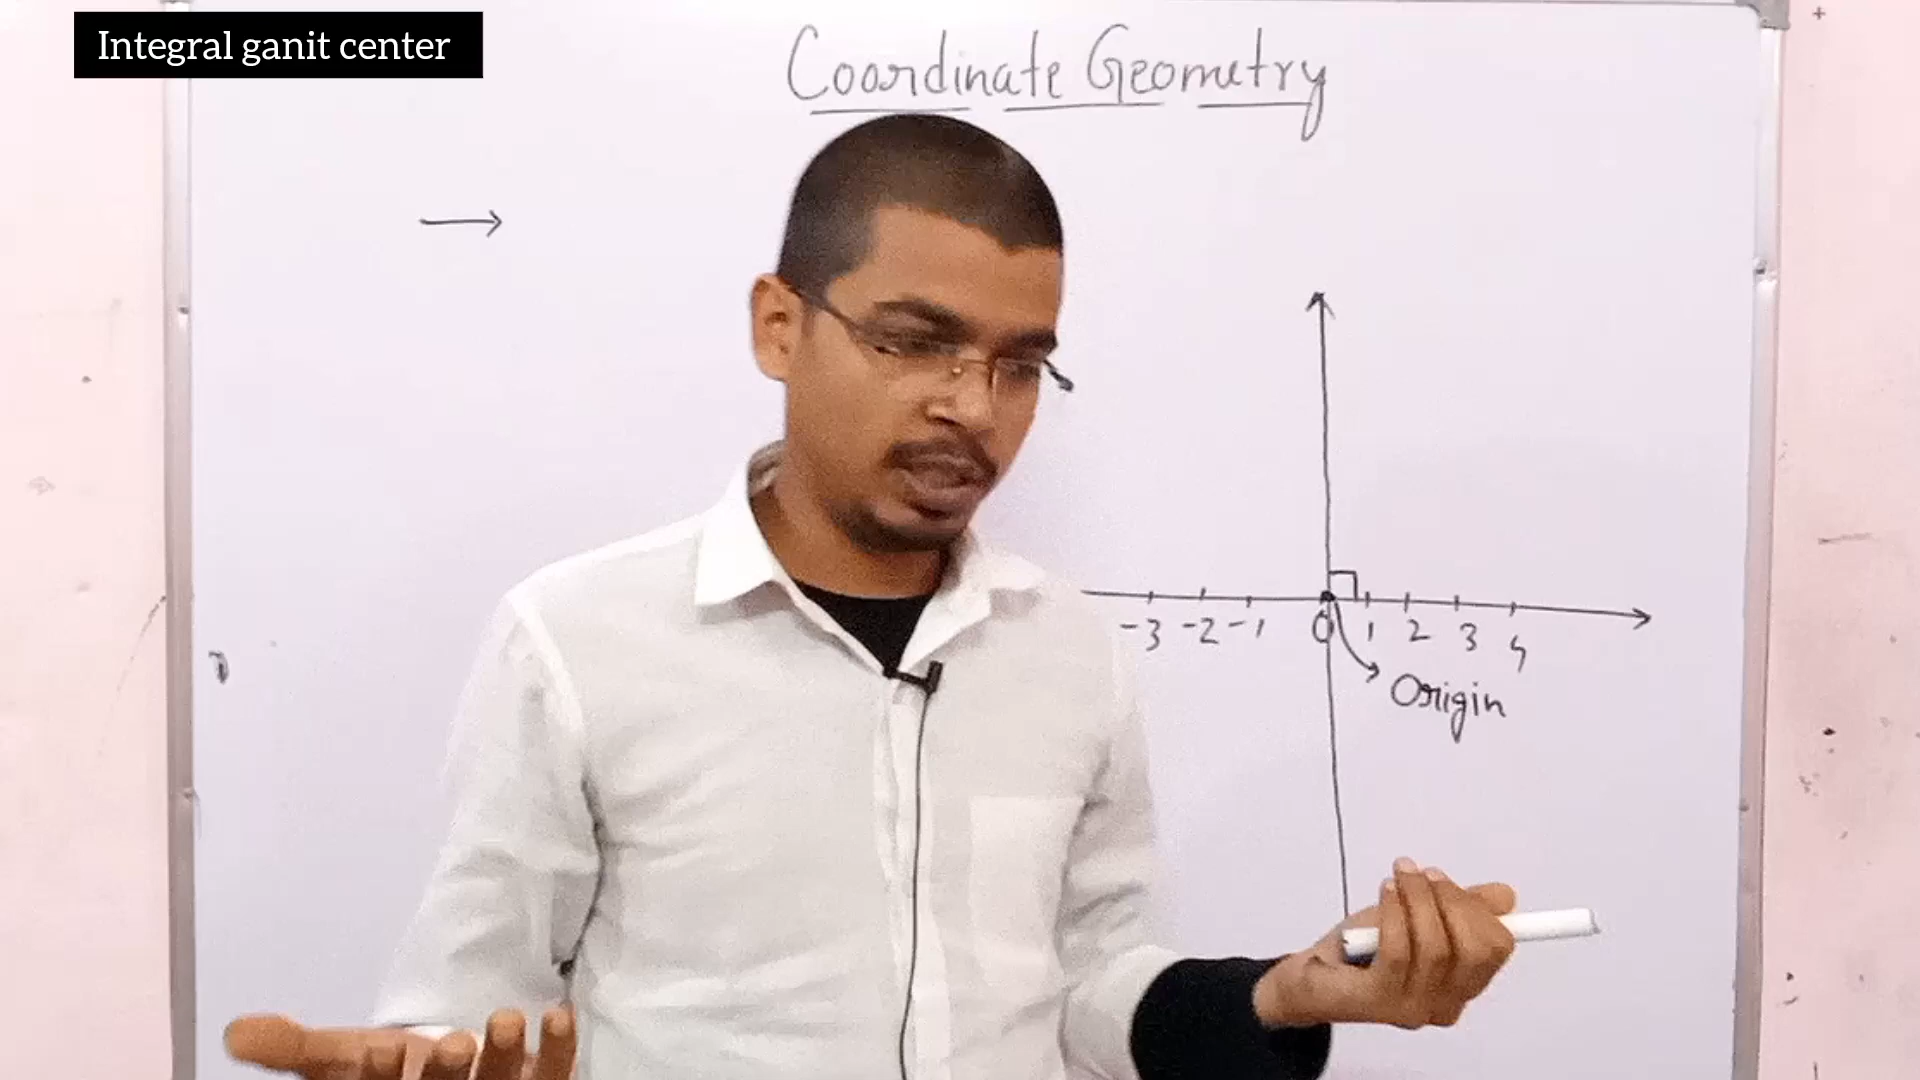 Integral ganit center
Coordinate Geometry
-3 -2 -1 0 1 2 3 4
Origin